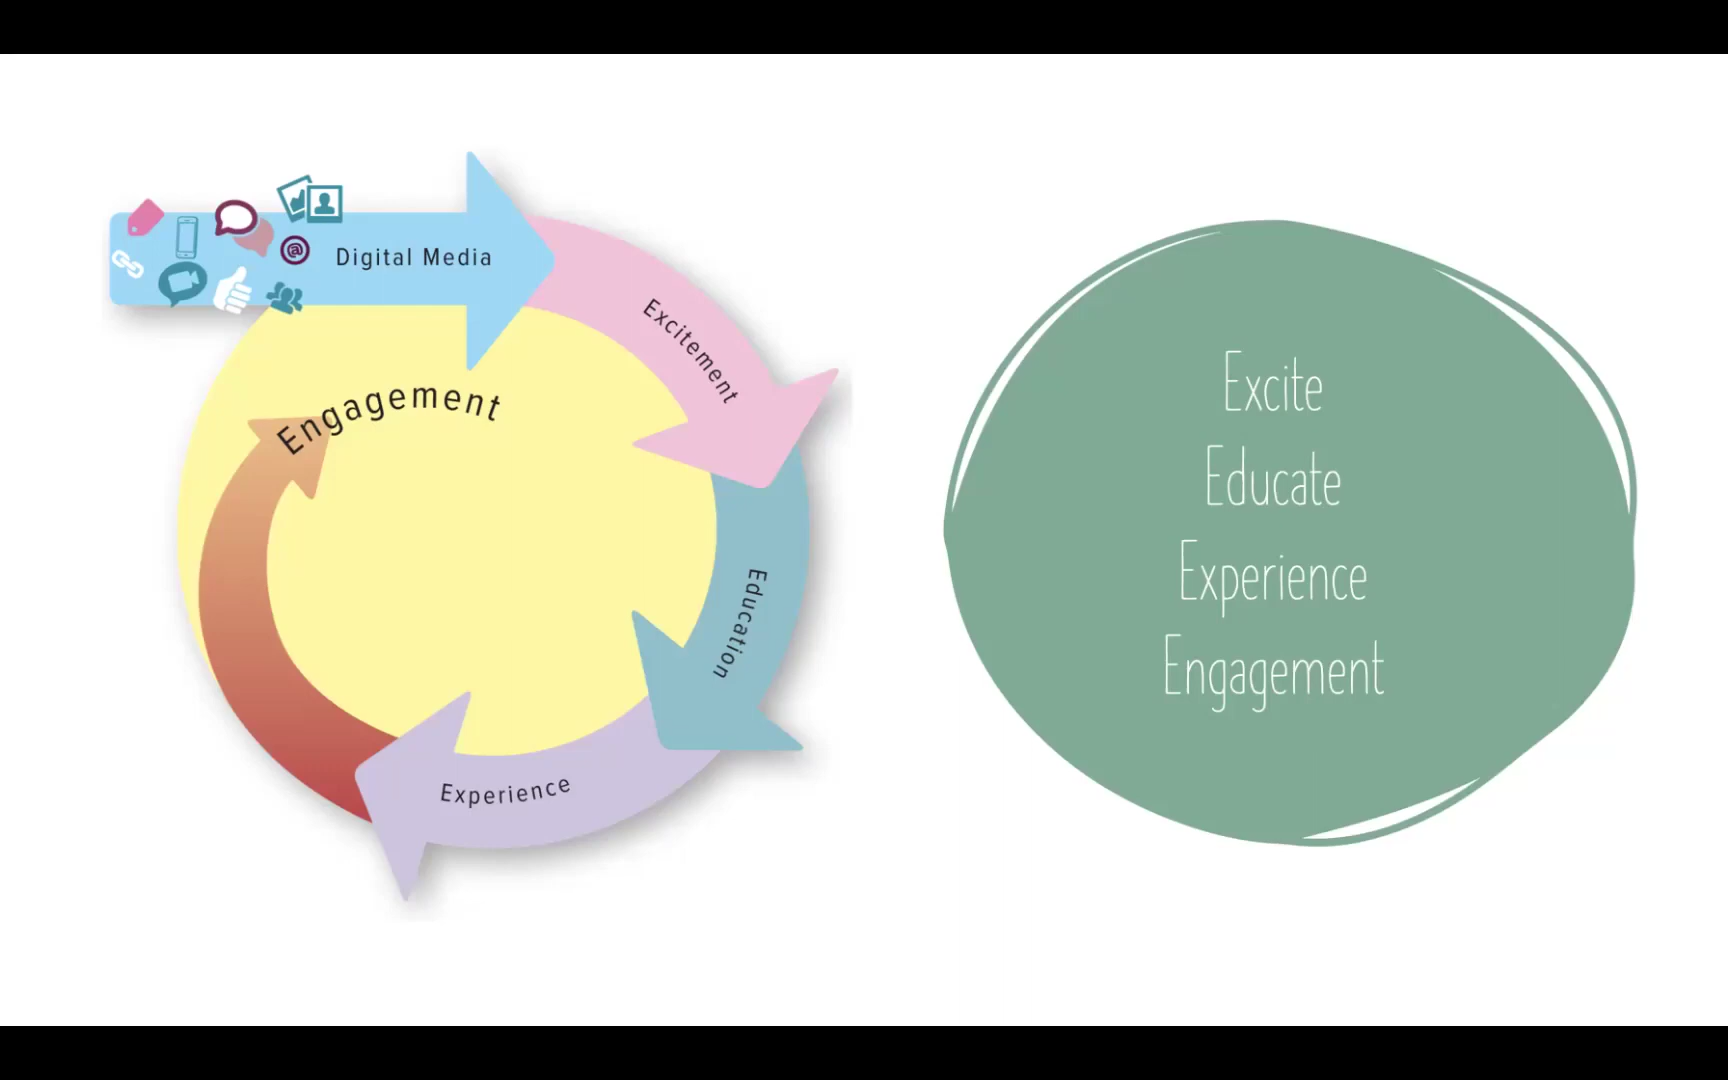 @
Digital Media
Excitement
Education
Experience
Engagement
Excite
Educate
Experience
Engagement